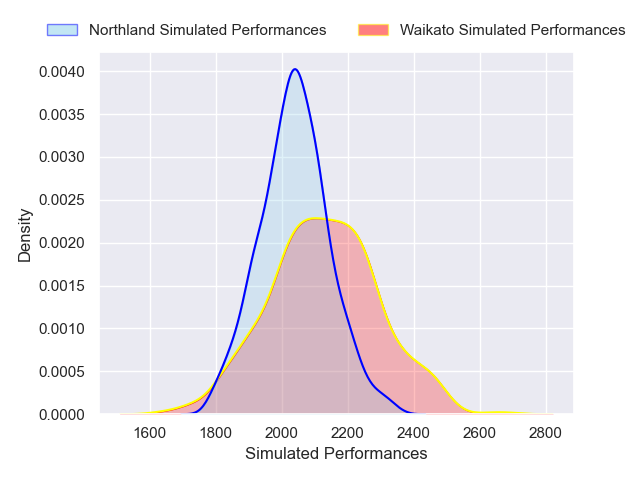 Northland Simulated Performances
Waikato Simulated Performances
0.0040
0.0035
0.0030
0.0025
0.0020
0.0015
0.0010
0.0005
0.0000
Density
1600 1800 2000 2200 2400 2600 2800
Simulated Performances